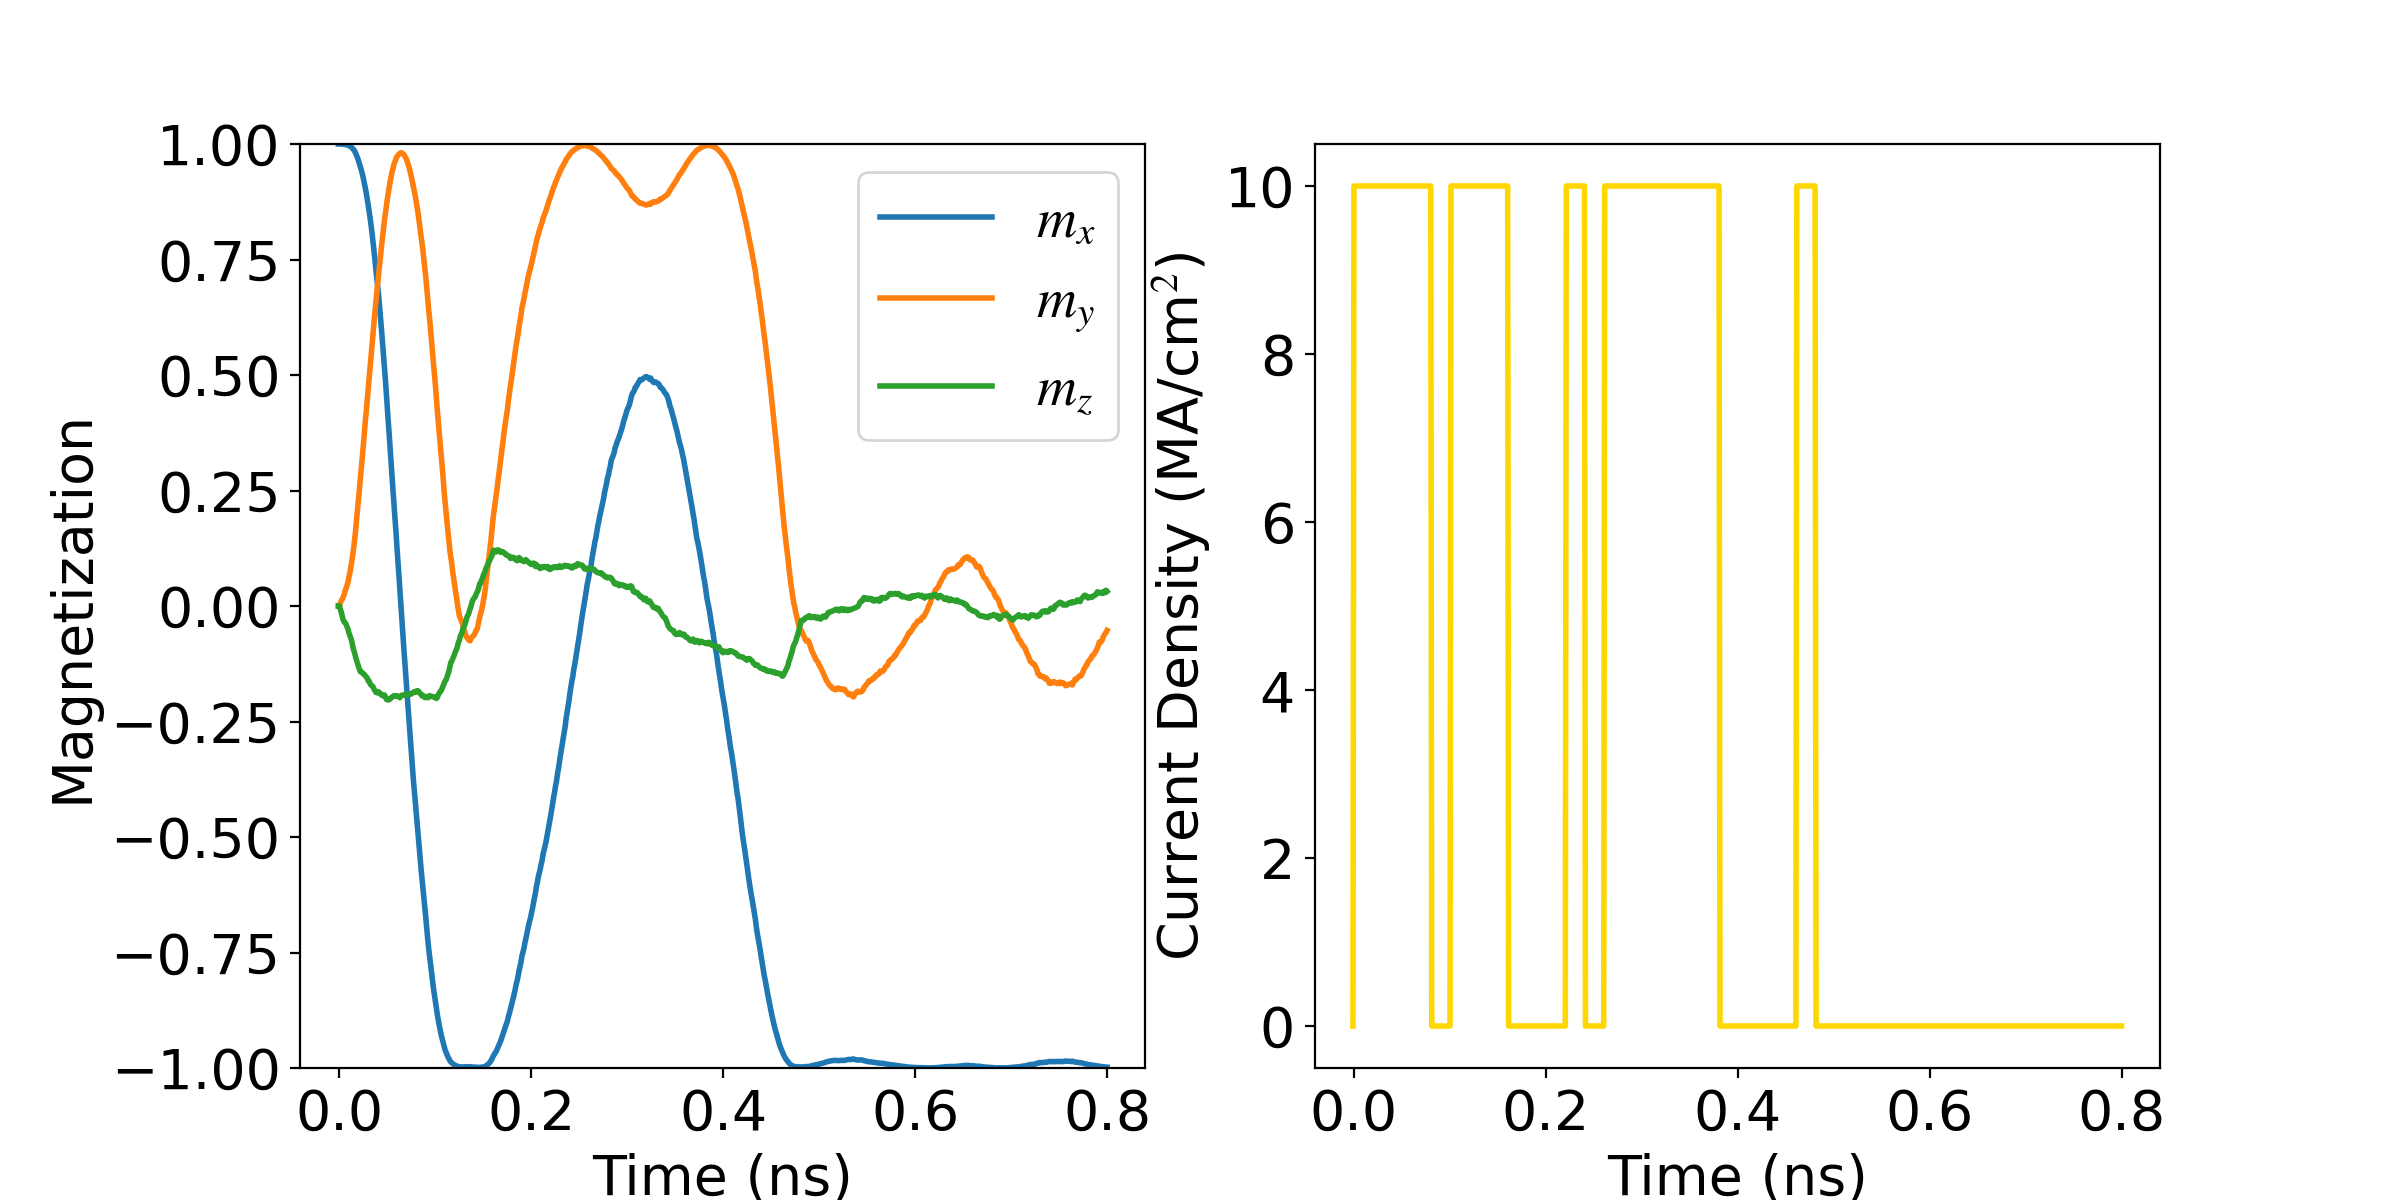 1.00
0.75
0.50
0.25
0.00
−0.25
−0.50
−0.75
−1.00
Magnetization
0.0 0.2 0.4 0.6 0.8
Time (ns)
m_x
m_y
m_z
10
8
6
4
2
0
Current Density (MA/cm²)
0.0 0.2 0.4 0.6 0.8
Time (ns)